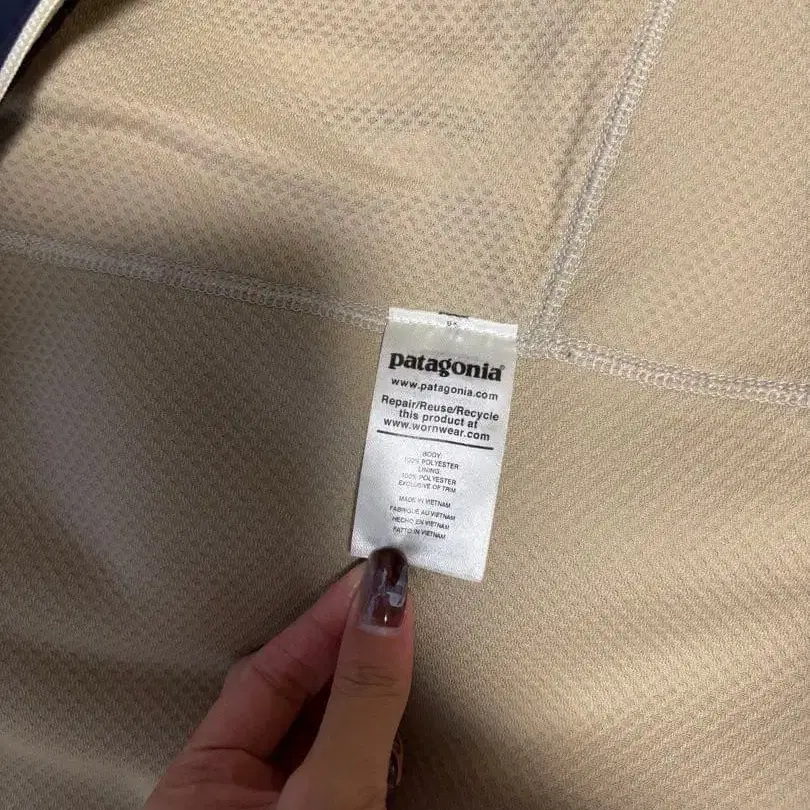 patagonia®
www.patagonia.com
Repair/Reuse/Recycle
this product at
www.wornwear.com
BODY:
100% POLYESTER
LINING:
100% POLYESTER
EXCLUSIVE OF TRIM
MADE IN VIETNAM
FABRIQUÉ AU VIETNAM
HECHO EN VIETNAM
FATTO IN VIETNAM